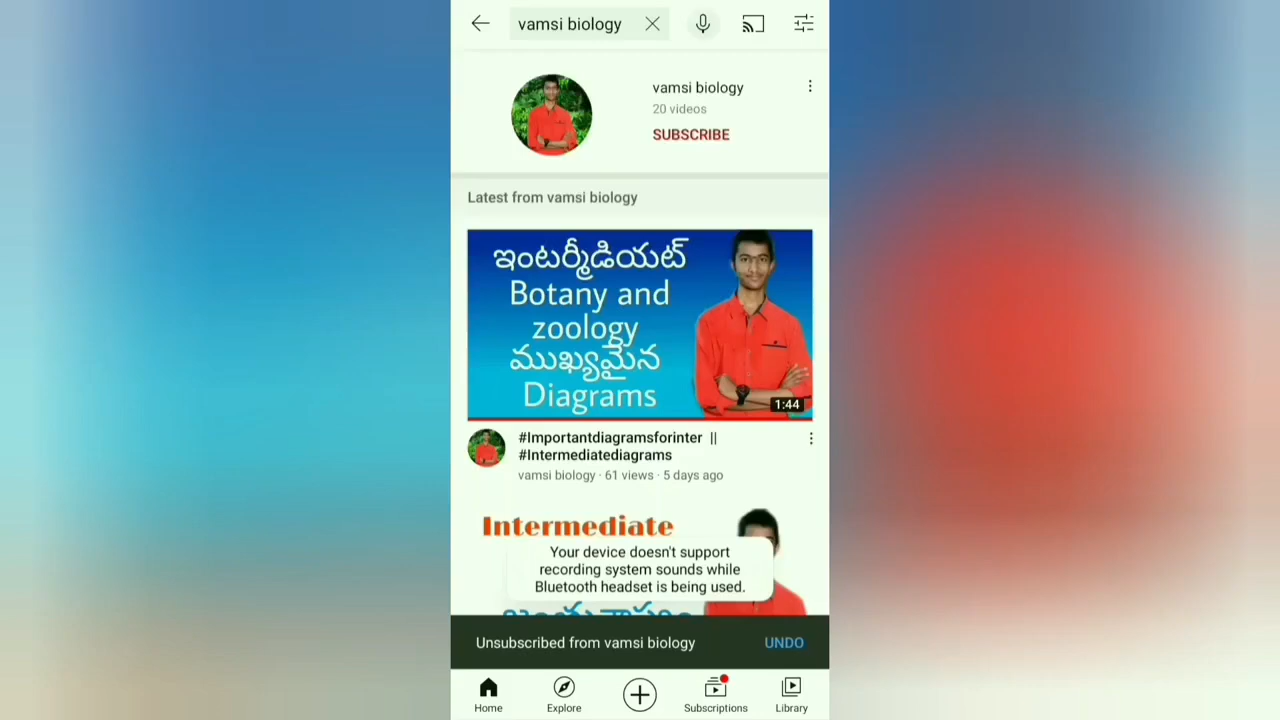 vamsi biology
vamsi biology
20 videos
SUBSCRIBE
Latest from vamsi biology
ఇంటర్మీడియట్
Botany and
zoology
ముఖ్యమైన
Diagrams
1:44
#Importantdiagramsforinter ||
#Intermediatediagrams
vamsi biology · 61 views · 5 days ago
Intermediate
Your device doesn't support
recording system sounds while
Bluetooth headset is being used.
Unsubscribed from vamsi biology UNDO
Home Explore Subscriptions Library